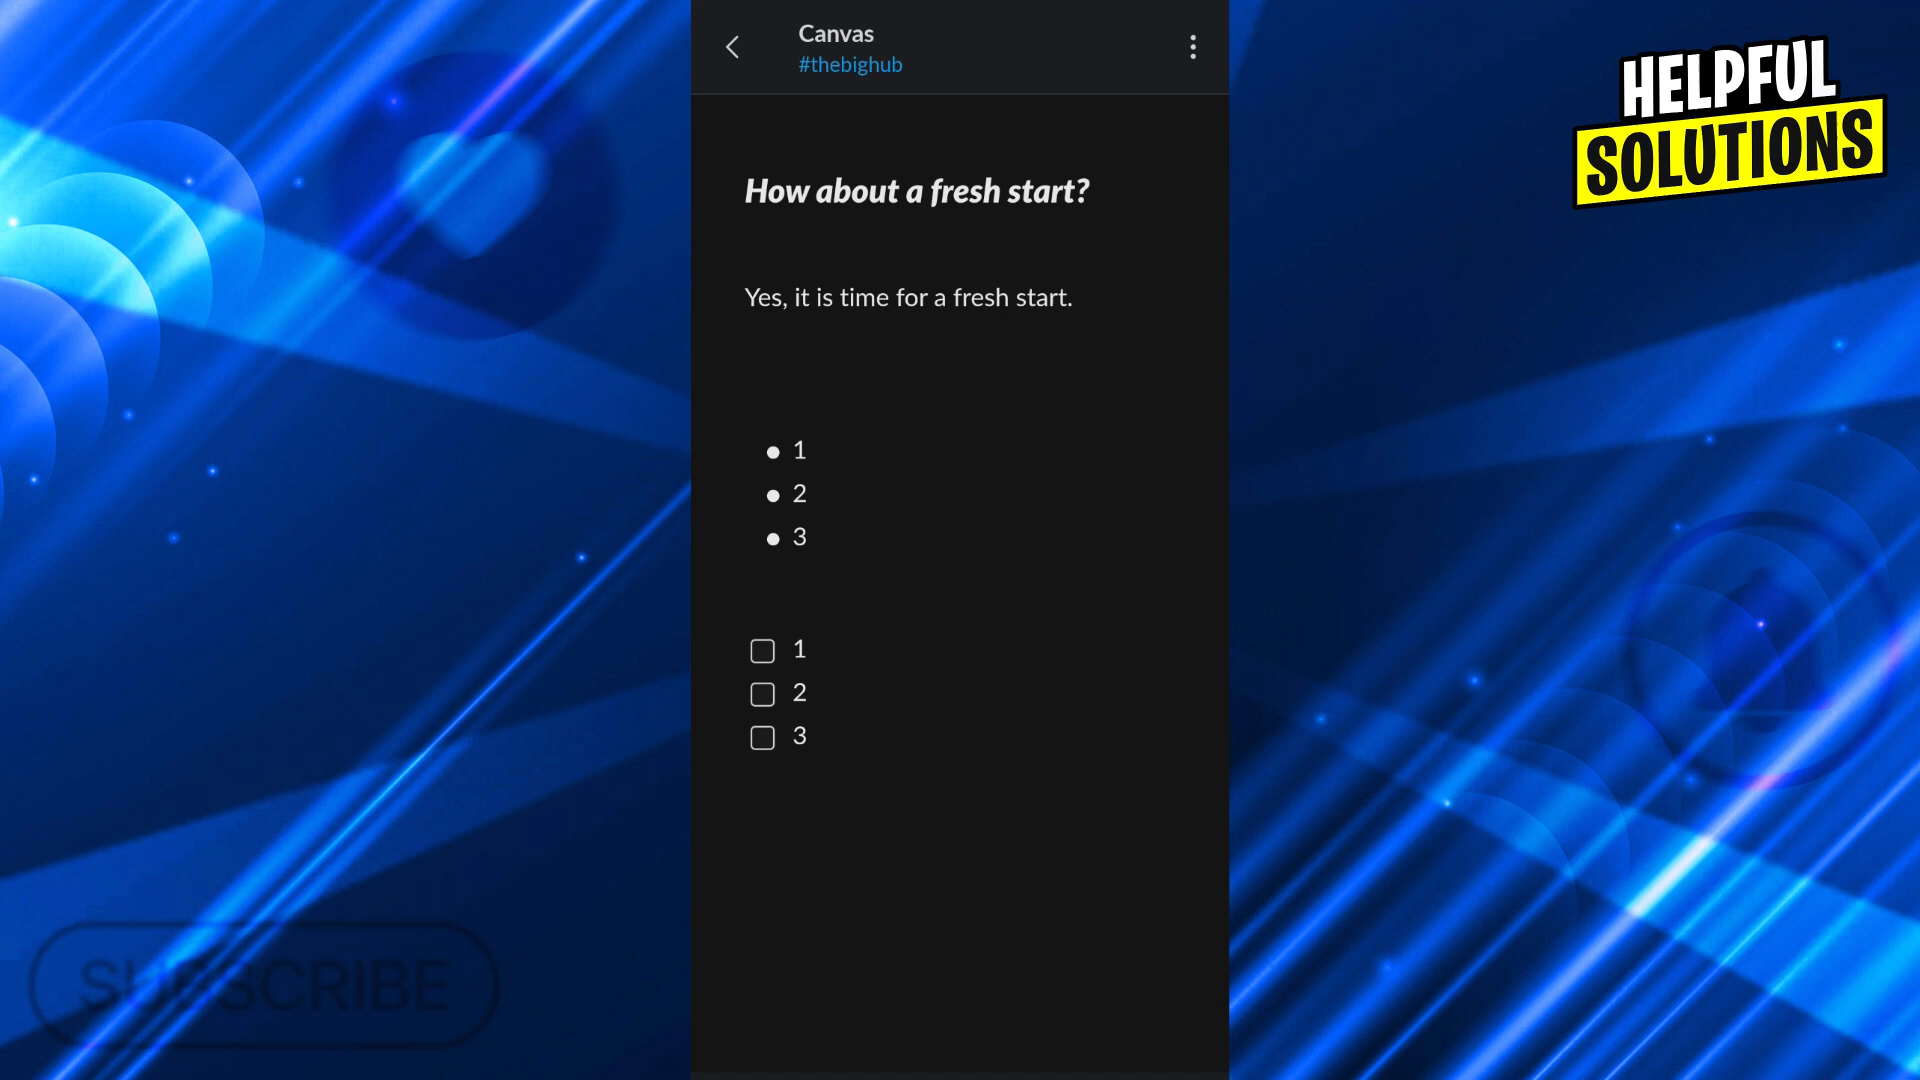 Canvas
#thebighub
HELPFUL
SOLUTIONS
How about a fresh start?
Yes, it is time for a fresh start.
1
2
3
1
2
3
SUBSCRIBE